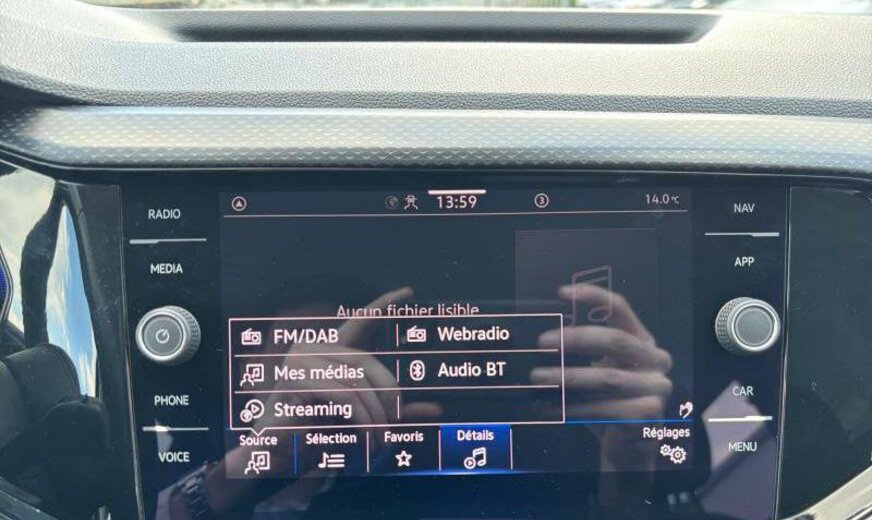 RADIO
MEDIA
PHONE
VOICE
13:59
3
14.0°C
Aucun fichier lisible
FM/DAB
Webradio
Mes médias
Audio BT
Streaming
Source
Sélection
Favoris
Détails
Réglages
NAV
APP
CAR
MENU